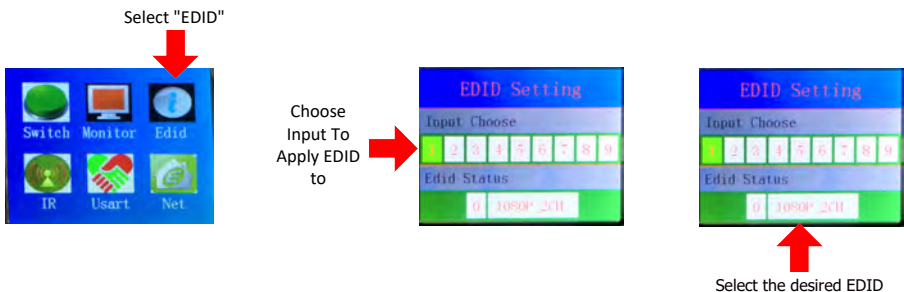 Select "EDID"
Switch Monitor Edid
IR Usart Net
Choose
Input To
Apply EDID
to
EDID Setting
Input Choose
1 2 3 4 5 6 7 8 9
Edid Status
0 1080P_2CH
EDID Setting
Input Choose
1 2 3 4 5 6 7 8 9
Edid Status
0 1080P_2CH
Select the desired EDID